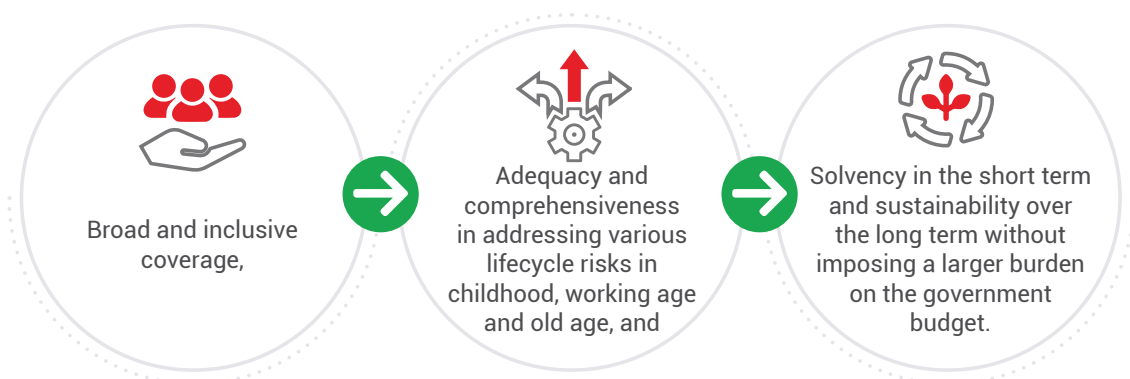 Broad and inclusive
coverage,
Adequacy and
comprehensiveness
in addressing various
lifecycle risks in
childhood, working age
and old age, and
Solvency in the short term
and sustainability over
the long term without
imposing a larger burden
on the government
budget.